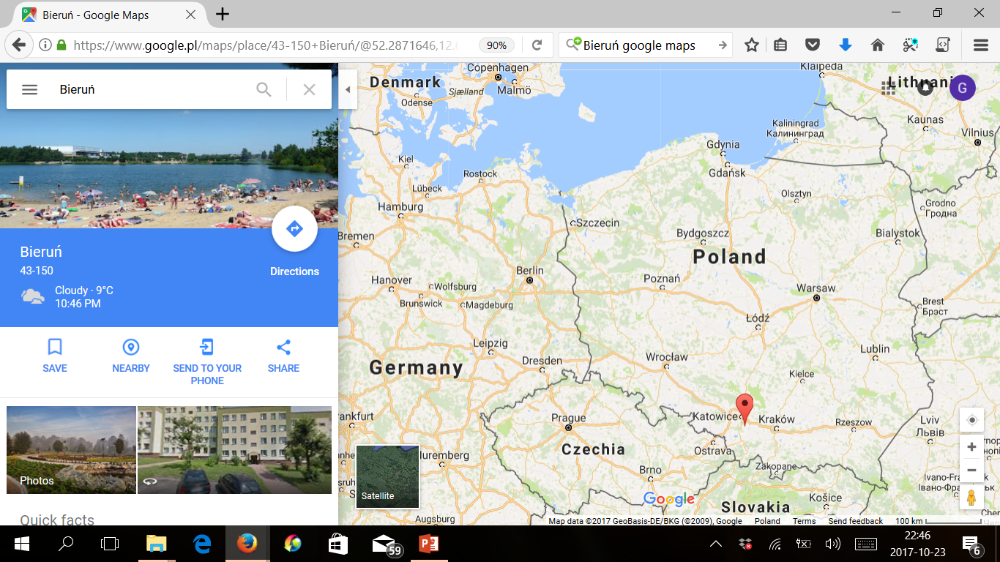 Bieruń - Google Maps
https://www.google.pl/maps/place/43-150+Bieruń/@52.2871646,12.
90%
Bieruń google maps
Bieruń
Bieruń
43-150
Directions
Cloudy · 9°C
10:46 PM
SAVE
NEARBY
SEND TO YOUR
PHONE
SHARE
Photos
Quick facts
Satellite
Denmark
Copenhagen
Sjælland
Malmö
Odense
Klaipeda
Lithuani
G
Kaunas
Vilnius
Kaliningrad
Калининград
Gdynia
Gdańsk
Kiel
Rostock
Lübeck
Hamburg
Szczecin
Olsztyn
Grodno
Гродна
Bremen
Bydgoszcz
Białystok
Poland
Berlin
Hanover
Wolfsburg
Poznań
Warsaw
Brunswick
Magdeburg
Brest
Брэст
Łódź
Leipzig
Lublin
Dresden
Wrocław
Germany
Kielce
ankfurt
Prague
Katowice
Kraków
Rzeszow
Lviv
Львів
Czechia
Ostrava
uremberg
Brno
Zakopane
Ivano-Frank
Івано-Фран
Google
Košice
Slovakia
Augsburg
Map data ©2017 GeoBasis-DE/BKG (©2009), Google
Poland
Terms
Send feedback
100 km
59
22:46
2017-10-23
6